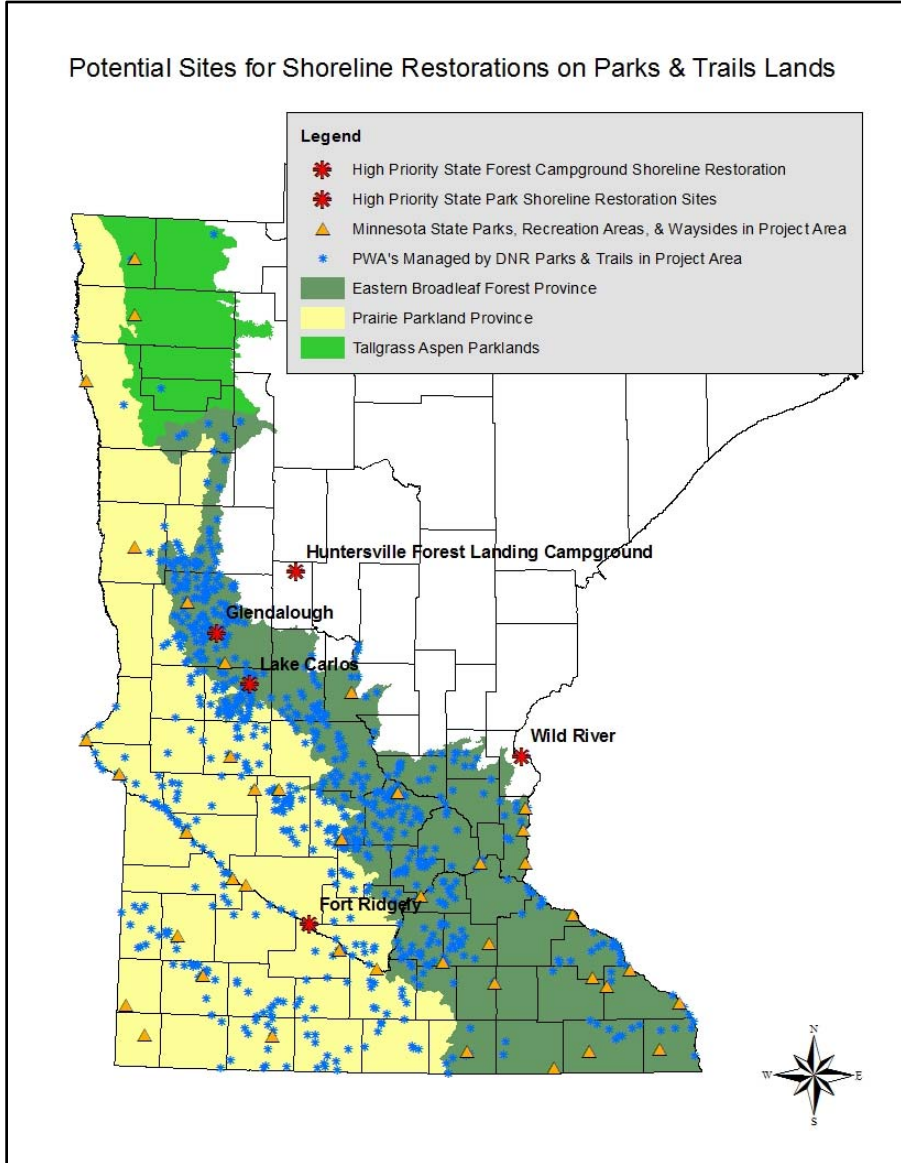 Potential Sites for Shoreline Restorations on Parks & Trails Lands
Legend
High Priority State Forest Campground Shoreline Restoration
High Priority State Park Shoreline Restoration Sites
Minnesota State Parks, Recreation Areas, & Waysides in Project Area
PWA's Managed by DNR Parks & Trails in Project Area
Eastern Broadleaf Forest Province
Prairie Parkland Province
Tallgrass Aspen Parklands
Huntersville Forest Landing Campground
Glendalough
Lake Carlos
Wild River
Fort Ridgely
N
W E
S